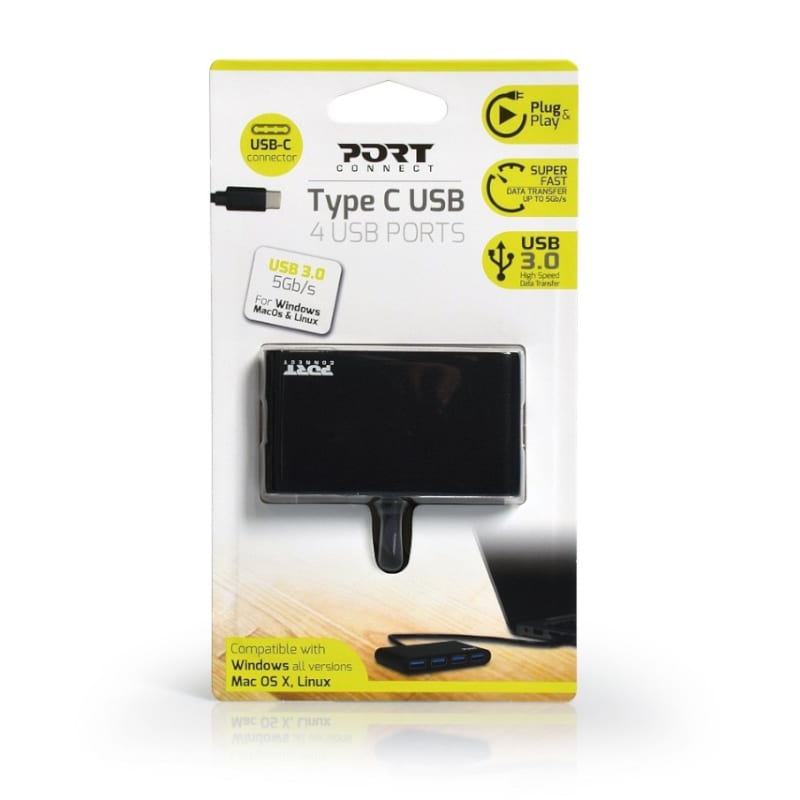 USB-C
connector
PORT
CONNECT
Type C USB
4 USB PORTS
Plug &
Play
SUPER
FAST
DATA TRANSFER
UP TO 5Gb/s
USB
3.0
High Speed
Data Transfer
USB 3.0
5Gb/s
For Windows
MacOs & Linux
PORT
CONNECT
Compatible with
Windows all versions
Mac OS X, Linux